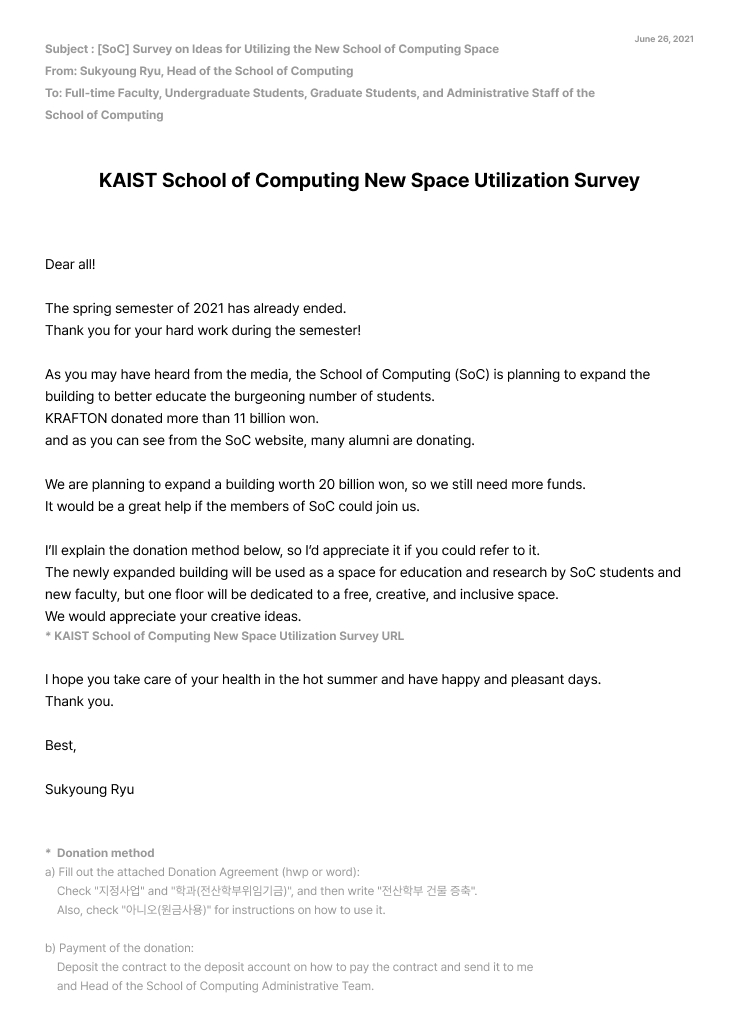 June 26, 2021
Subject : [SoC] Survey on Ideas for Utilizing the New School of Computing Space
From: Sukyoung Ryu, Head of the School of Computing
To: Full-time Faculty, Undergraduate Students, Graduate Students, and Administrative Staff of the
School of Computing
KAIST School of Computing New Space Utilization Survey
Dear all!
The spring semester of 2021 has already ended.
Thank you for your hard work during the semester!
As you may have heard from the media, the School of Computing (SoC) is planning to expand the
building to better educate the burgeoning number of students.
KRAFTON donated more than 11 billion won.
and as you can see from the SoC website, many alumni are donating.
We are planning to expand a building worth 20 billion won, so we still need more funds.
It would be a great help if the members of SoC could join us.
I’ll explain the donation method below, so I’d appreciate it if you could refer to it.
The newly expanded building will be used as a space for education and research by SoC students and
new faculty, but one floor will be dedicated to a free, creative, and inclusive space.
We would appreciate your creative ideas.
* KAIST School of Computing New Space Utilization Survey URL
I hope you take care of your health in the hot summer and have happy and pleasant days.
Thank you.
Best,
Sukyoung Ryu
* Donation method
a) Fill out the attached Donation Agreement (hwp or word):
Check "지정사업" and "학과(전산학부위임기금)", and then write "전산학부 건물 증축".
Also, check "아니오(원금사용)" for instructions on how to use it.
b) Payment of the donation:
Deposit the contract to the deposit account on how to pay the contract and send it to me
and Head of the School of Computing Administrative Team.